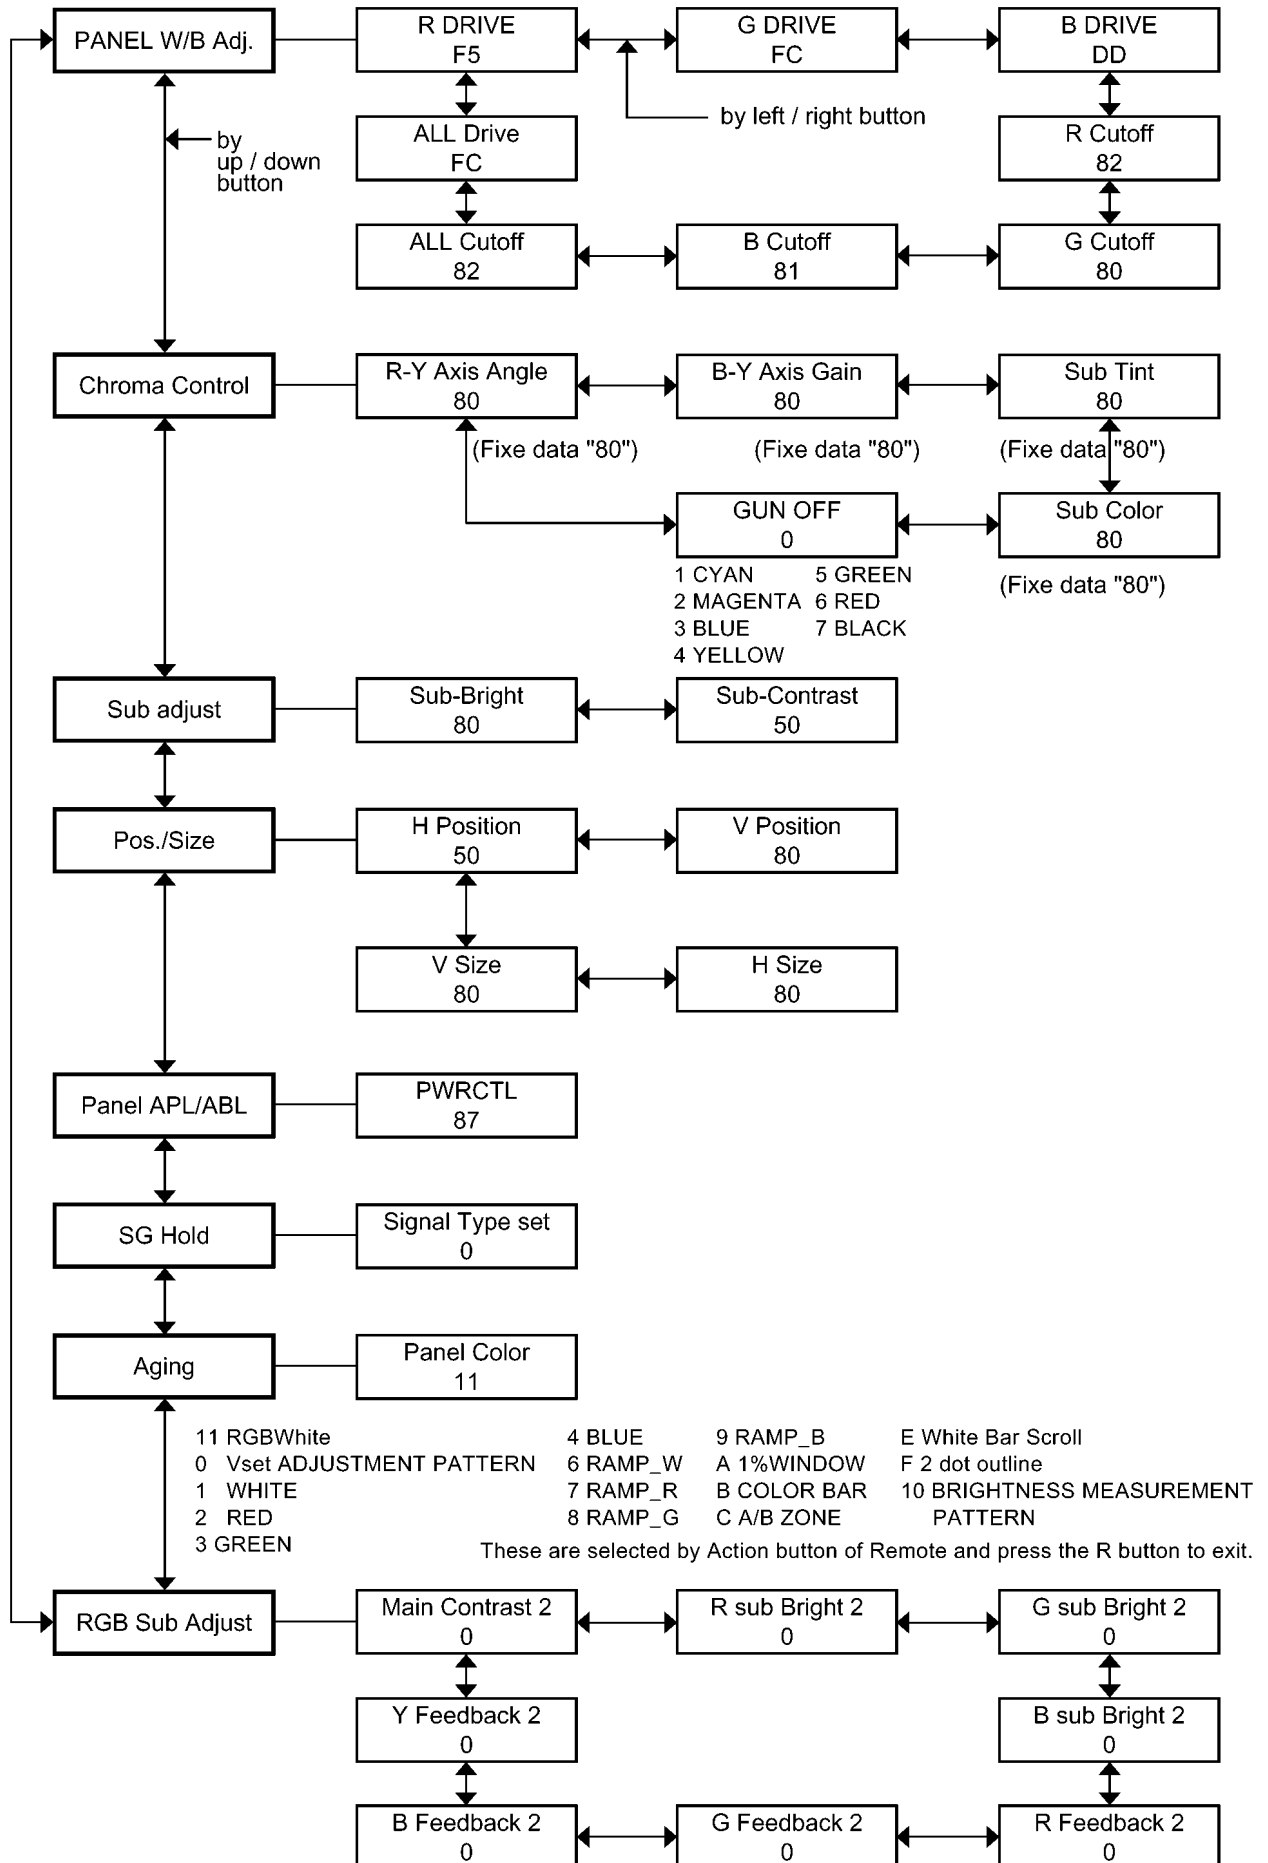 PANEL W/B Adj.
R DRIVE
F5
G DRIVE
FC
B DRIVE
DD
by left / right button
by
up / down
button
ALL Drive
FC
R Cutoff
82
ALL Cutoff
82
B Cutoff
81
G Cutoff
80
Chroma Control
R-Y Axis Angle
80
B-Y Axis Gain
80
Sub Tint
80
(Fixe data "80")
(Fixe data "80")
(Fixe data "80")
GUN OFF
0
Sub Color
80
1 CYAN 5 GREEN
2 MAGENTA 6 RED
3 BLUE 7 BLACK
4 YELLOW
(Fixe data "80")
Sub adjust
Sub-Bright
80
Sub-Contrast
50
Pos./Size
H Position
50
V Position
80
V Size
80
H Size
80
Panel APL/ABL
PWRCTL
87
SG Hold
Signal Type set
0
Aging
Panel Color
11
11 RGBWhite 4 BLUE 9 RAMP_B E White Bar Scroll
0 Vset ADJUSTMENT PATTERN 6 RAMP_W A 1%WINDOW F 2 dot outline
1 WHITE 7 RAMP_R B COLOR BAR 10 BRIGHTNESS MEASUREMENT
2 RED 8 RAMP_G C A/B ZONE PATTERN
3 GREEN
These are selected by Action button of Remote and press the R button to exit.
RGB Sub Adjust
Main Contrast 2
0
R sub Bright 2
0
G sub Bright 2
0
Y Feedback 2
0
B sub Bright 2
0
B Feedback 2
0
G Feedback 2
0
R Feedback 2
0